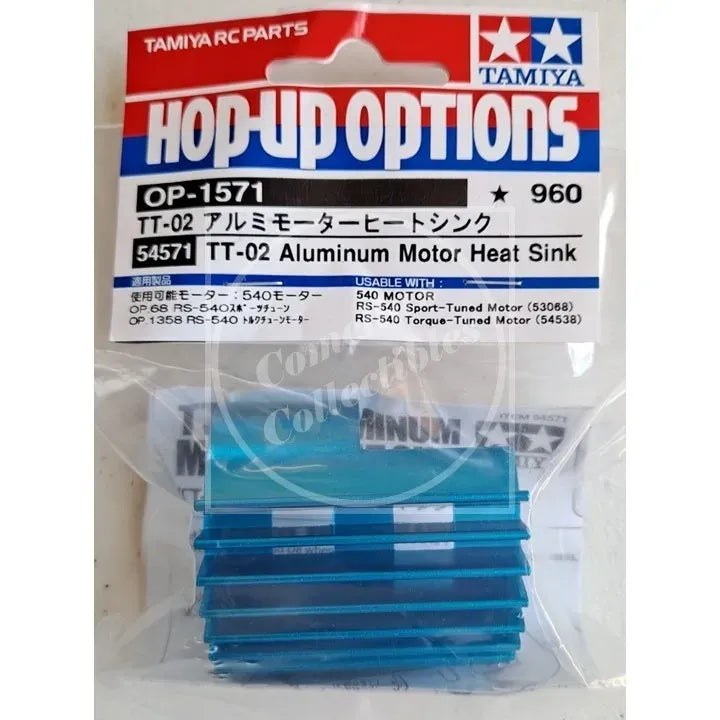 TAMIYA RC PARTS
TAMIYA
HOP-UP OPTIONS
OP-1571
★ 960
TT-02 アルミモーターヒートシンク
54571 TT-02 Aluminum Motor Heat Sink
適用製品
使用可能モーター：540モーター
OP.68 RS-540スポーツチューン
OP.1358 RS-540 トルクチューンモーター
USABLE WITH :
540 MOTOR
RS-540 Sport-Tuned Motor (53068)
RS-540 Torque-Tuned Motor (54538)
Collectibles
ITEM 54571
MINUM
TAMIYA